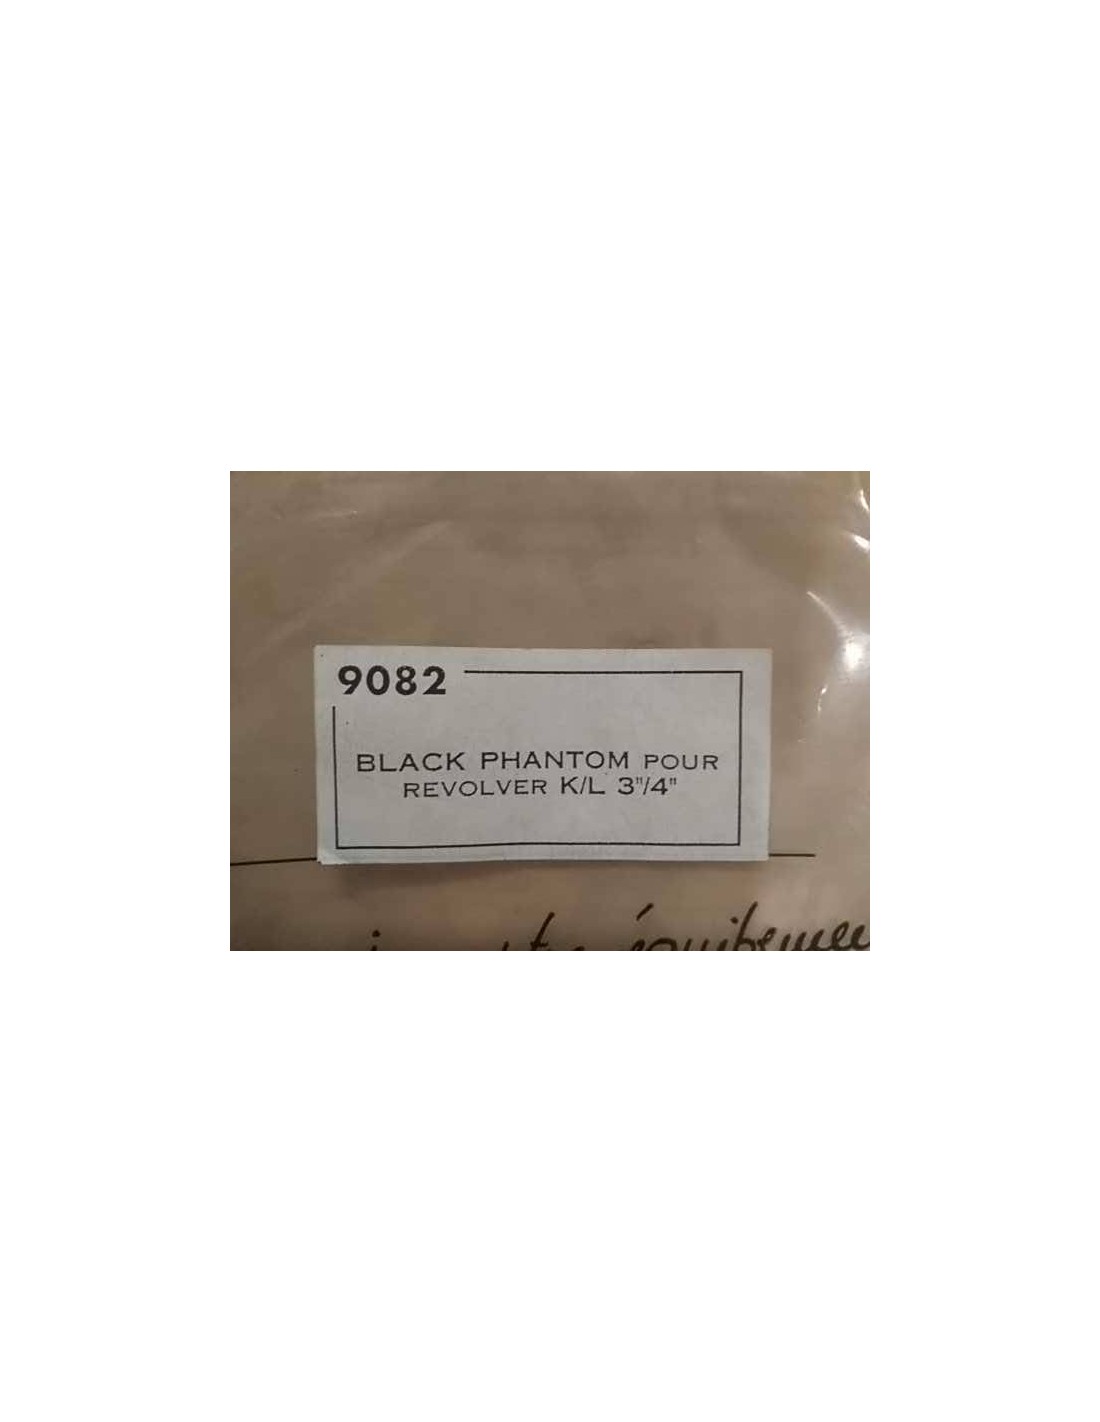 9082
BLACK PHANTOM POUR
REVOLVER K/L 3"/4"